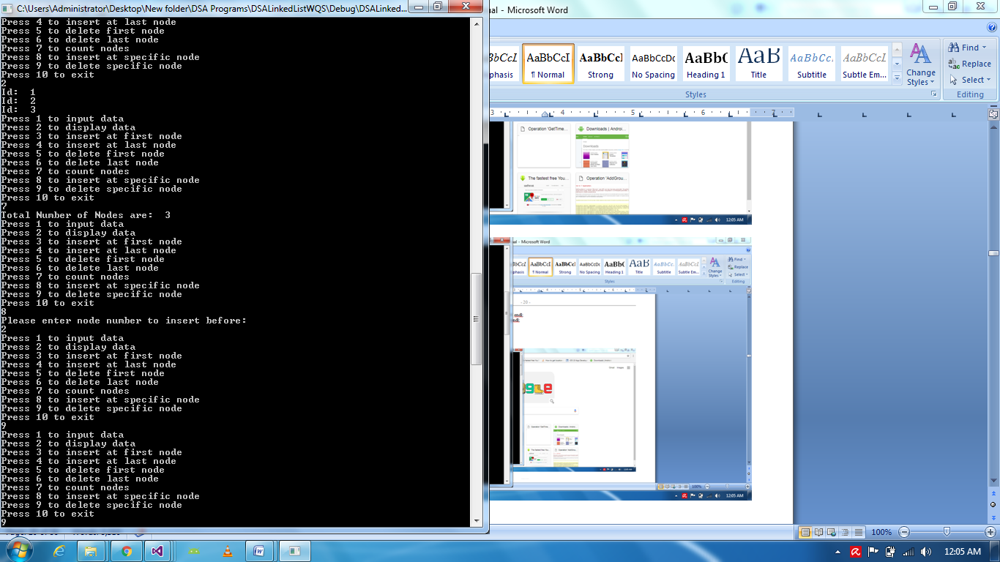 C:\Users\Administrator\Desktop\New folder\DSA Programs\DSALinkedListWQS\Debug\DSALinked...
Press 4 to insert at last node
Press 5 to delete first node
Press 6 to delete last node
Press 7 to count nodes
Press 8 to insert at specific node
Press 9 to delete specific node
Press 10 to exit
2
Id: 1
Id: 2
Id: 3
Press 1 to input data
Press 2 to display data
Press 3 to insert at first node
Press 4 to insert at last node
Press 5 to delete first node
Press 6 to delete last node
Press 7 to count nodes
Press 8 to insert at specific node
Press 9 to delete specific node
Press 10 to exit
7
Total Number of Nodes are: 3
Press 1 to input data
Press 2 to display data
Press 3 to insert at first node
Press 4 to insert at last node
Press 5 to delete first node
Press 6 to delete last node
Press 7 to count nodes
Press 8 to insert at specific node
Press 9 to delete specific node
Press 10 to exit
8
Please enter node number to insert before:
2
Press 1 to input data
Press 2 to display data
Press 3 to insert at first node
Press 4 to insert at last node
Press 5 to delete first node
Press 6 to delete last node
Press 7 to count nodes
Press 8 to insert at specific node
Press 9 to delete specific node
Press 10 to exit
9
Press 1 to input data
Press 2 to display data
Press 3 to insert at first node
Press 4 to insert at last node
Press 5 to delete first node
Press 6 to delete last node
Press 7 to count nodes
Press 8 to insert at specific node
Press 9 to delete specific node
Press 10 to exit
9
ual - Microsoft Word
bCcI AaBbCcI AaBbCcI AaBbCcDc AaBbC AaB AaBbCc. AaBbCc.
phasis ¶ Normal Strong No Spacing Heading 1 Title Subtitle Subtle Em...
Change Styles
Find
Replace
Select
Styles
Editing
3 4 5 6 7
Operation 'GetTime...
Downloads | Androi...
Downloads
The fastest free You...
Operation 'AddGrou...
12:05 AM
ual - Microsoft Word
bCcI AaBbCcI AaBbCcI AaBbCcDc AaBbC AaB AaBbCc. AaBbCc.
phasis ¶ Normal Strong No Spacing Heading 1 Title Subtitle Subtle Em...
Change Styles
Find
Replace
Select
Styles
Editing
- 20 -
endl;
endl;
Gmail Images
gle
100%
12:05 AM
100%
12:05 AM